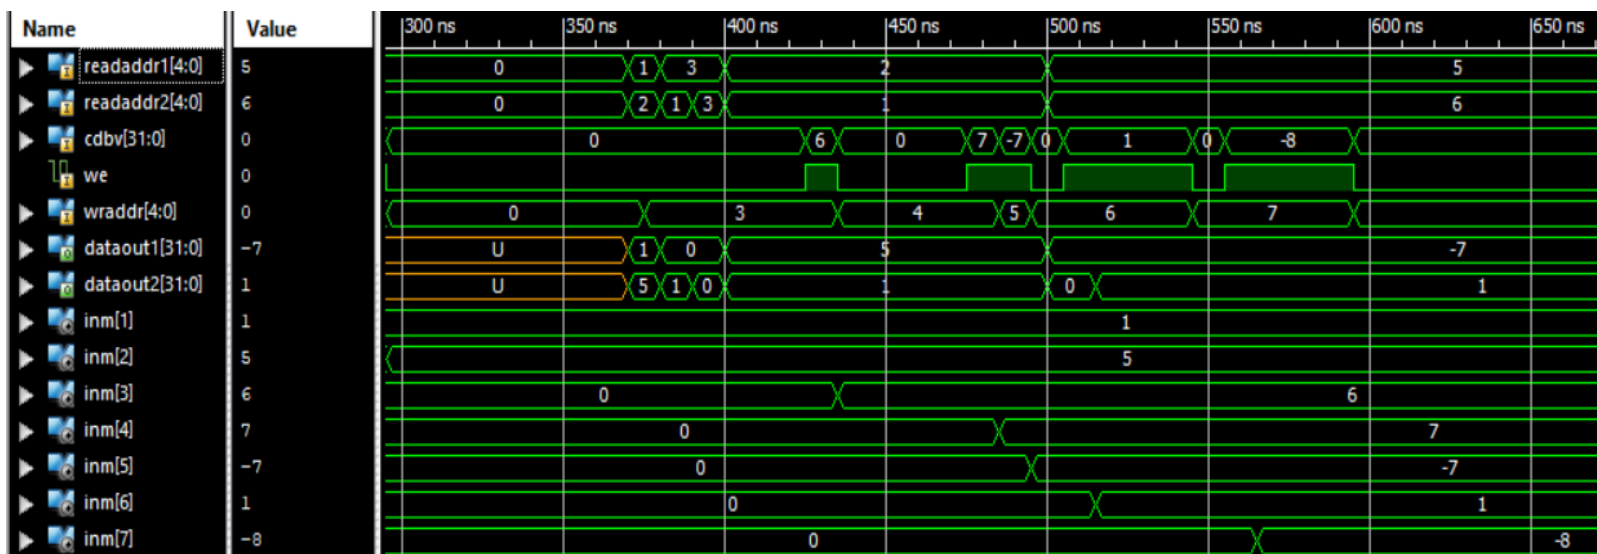 Name Value 300 ns 350 ns 400 ns 450 ns 500 ns 550 ns 600 ns 650 ns
readaddr1[4:0] 5 0 1 3 2 5
readaddr2[4:0] 6 0 2 1 3 1 6
cdbv[31:0] 0 0 6 0 7 -7 0 1 0 -8
we 0
wraddr[4:0] 0 0 3 4 5 6 7
dataout1[31:0] -7 U 1 0 5 -7
dataout2[31:0] 1 U 5 1 0 1 0 1
inm[1] 1 1
inm[2] 5 5
inm[3] 6 0 6
inm[4] 7 0 7
inm[5] -7 0 -7
inm[6] 1 0 1
inm[7] -8 0 -8